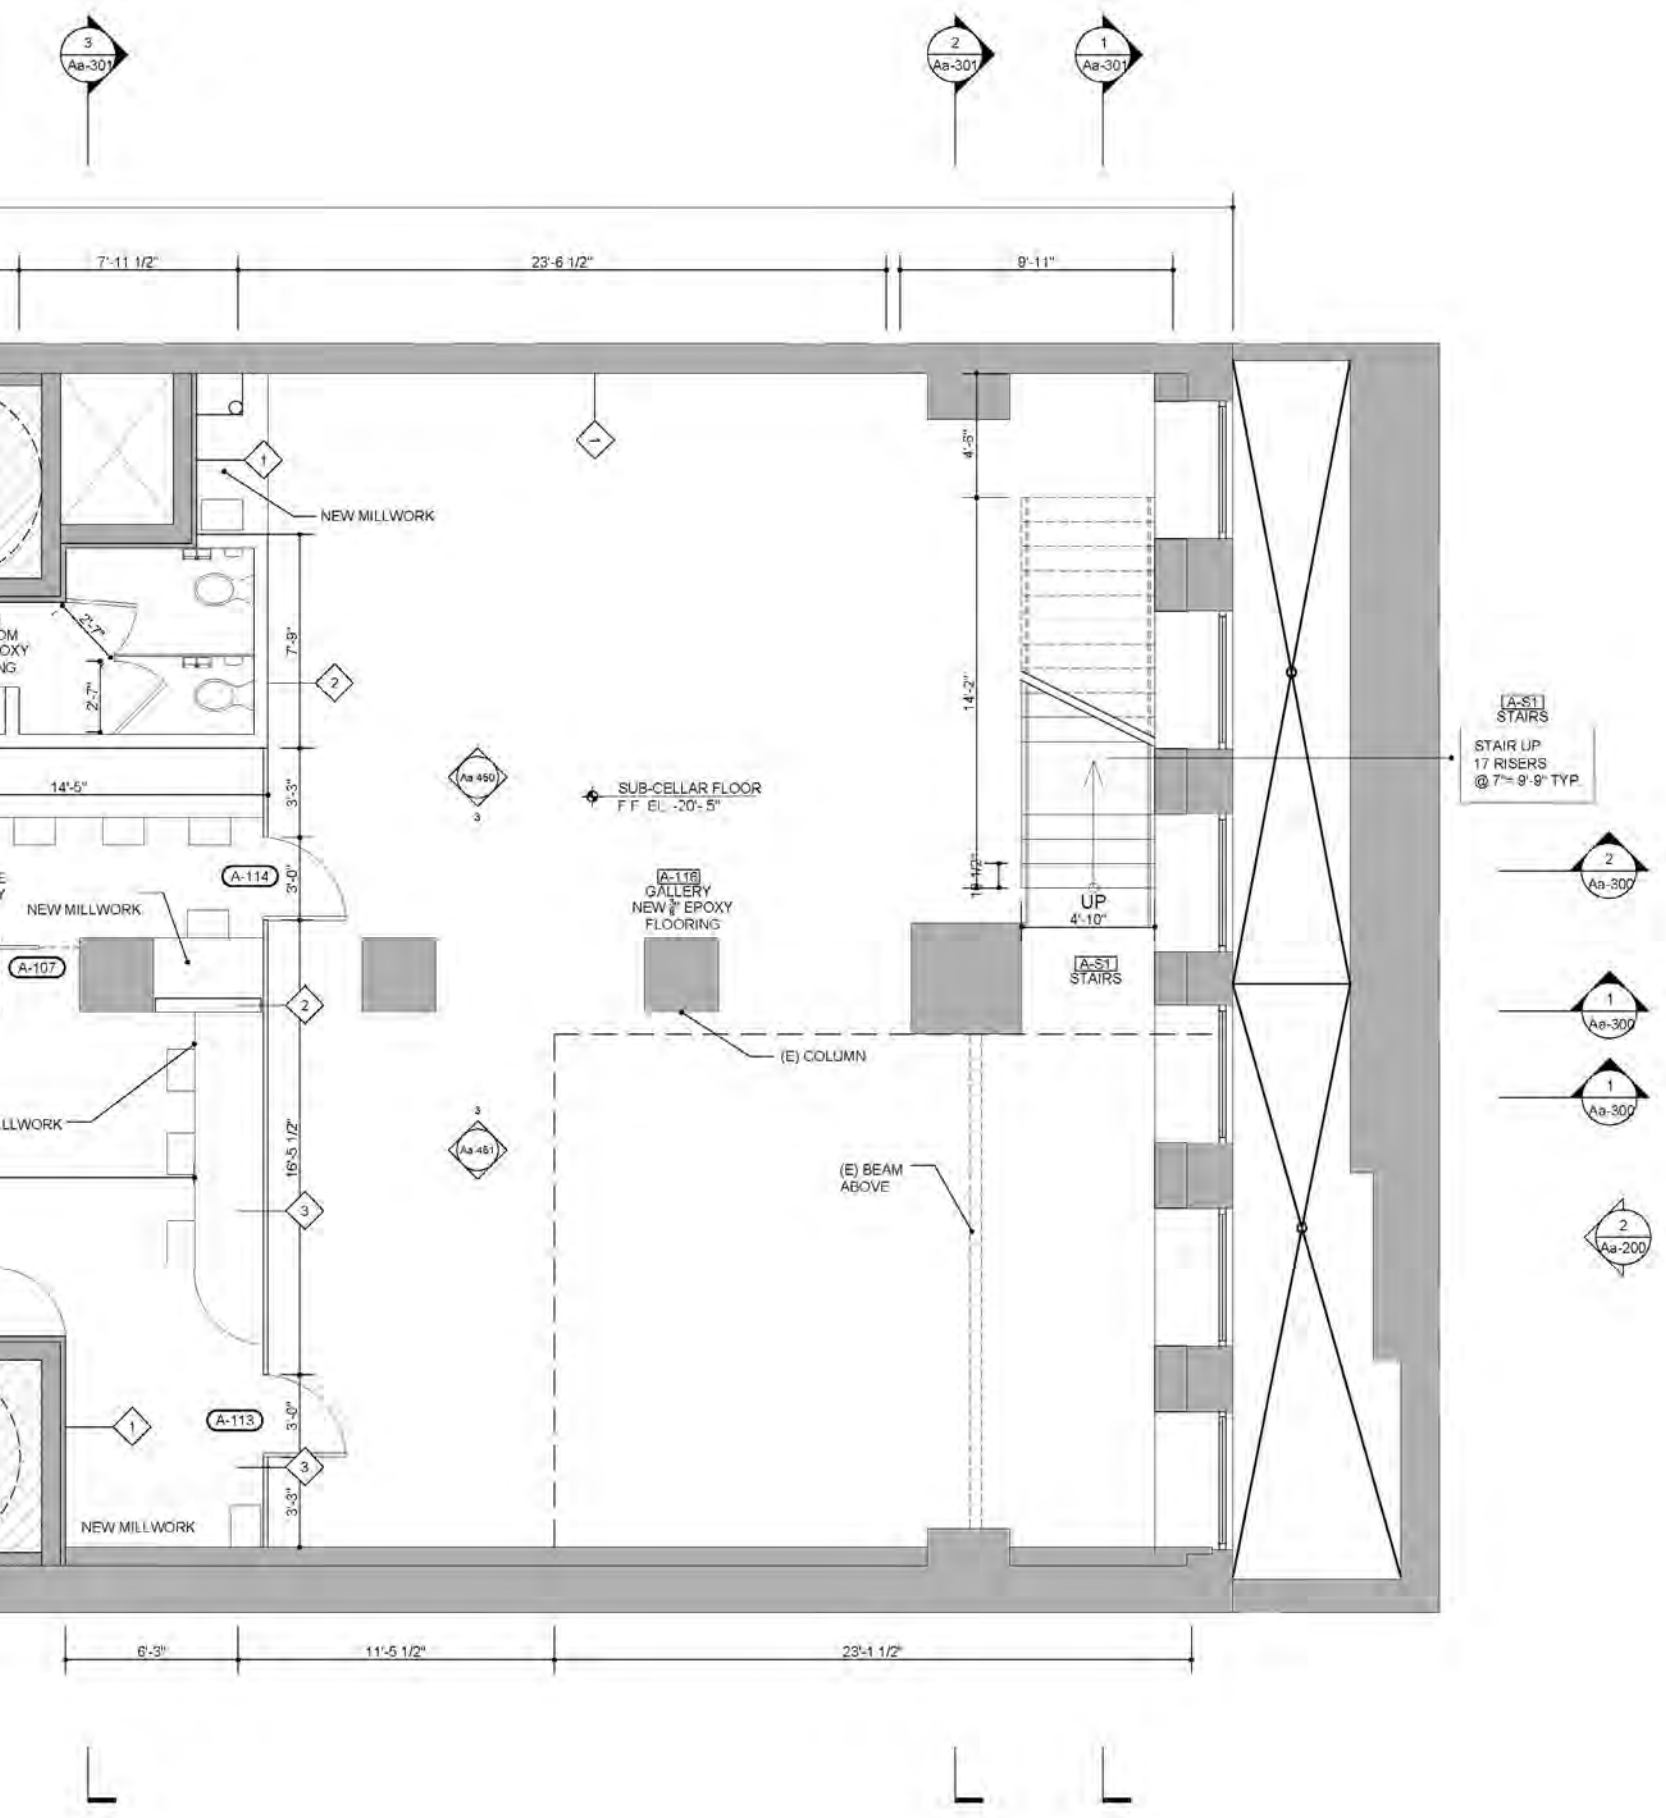 3
Aa-301
2
Aa-301
1
Aa-301
7'-11 1/2"
23'-6 1/2"
9'-11"
1
1
NEW MILLWORK
4'-6"
2'-7"
7'-9"
2'-7"
2
14'-2"
OXY
A-S1
STAIRS
STAIR UP
17 RISERS
@ 7"= 9'-9" TYP.
14'-5"
3'-3"
Aa 460
3
SUB-CELLAR FLOOR
F.F. EL. -20'- 5"
A-114
3'-0"
A-116
GALLERY
NEW EPOXY
FLOORING
NEW MILLWORK
UP
4'-10"
2
Aa-300
A-107
A-S1
STAIRS
2
1
Aa-300
(E) COLUMN
1
Aa-300
LLWORK
16'-5 1/2"
3
Aa-461
(E) BEAM
ABOVE
3
2
Aa-200
A-113
1
3'-0"
3
3'-3"
NEW MILLWORK
6'-3"
11'-5 1/2"
23'-1 1/2"